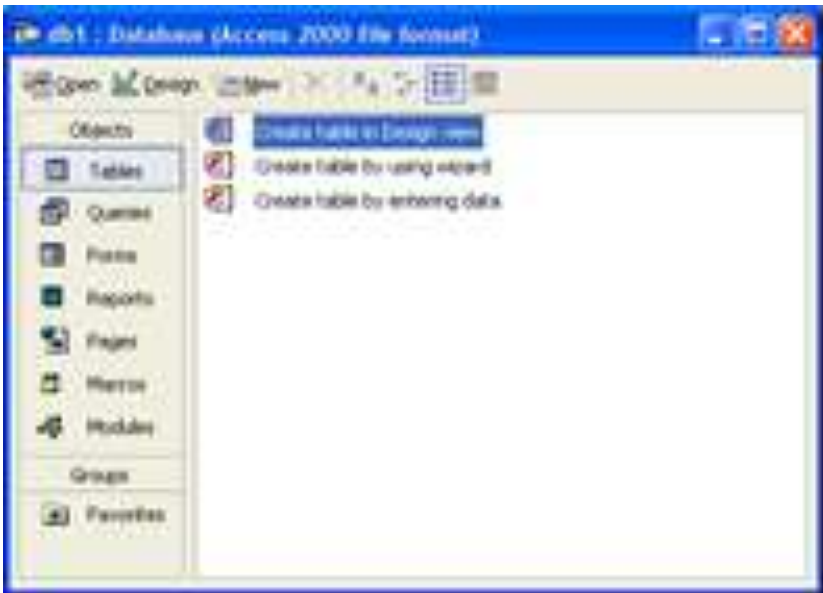 db1 : Database (Access 2000 file format)
Open Design New
Objects
Tables
Queries
Forms
Reports
Pages
Macros
Modules
Groups
Favorites
Create table in Design view
Create table by using wizard
Create table by entering data